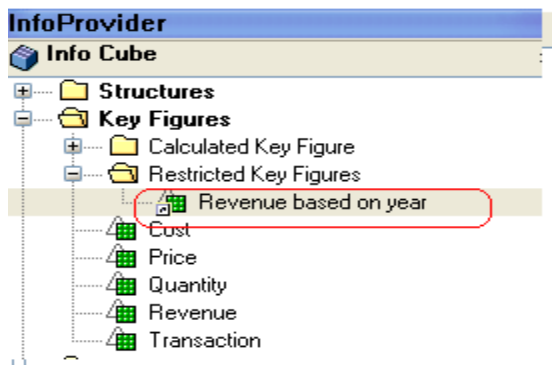 InfoProvider
Info Cube
Structures
Key Figures
Calculated Key Figure
Restricted Key Figures
Revenue based on year
Cost
Price
Quantity
Revenue
Transaction